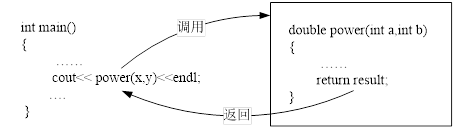 int main()
{
......
cout<< power(x,y)<<endl;
....
}
调用
返回
double power(int a,int b)
{
......
return result;
}